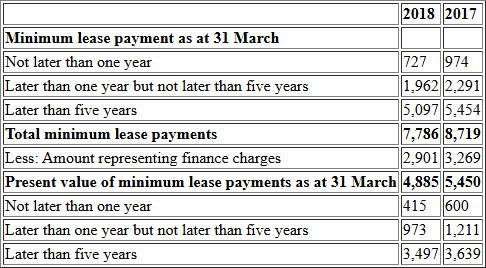 2018 2017
Minimum lease payment as at 31 March
Not later than one year 727 974
Later than one year but not later than five years 1,962 2,291
Later than five years 5,097 5,454
Total minimum lease payments 7,786 8,719
Less: Amount representing finance charges 2,901 3,269
Present value of minimum lease payments as at 31 March 4,885 5,450
Not later than one year 415 600
Later than one year but not later than five years 973 1,211
Later than five years 3,497 3,639